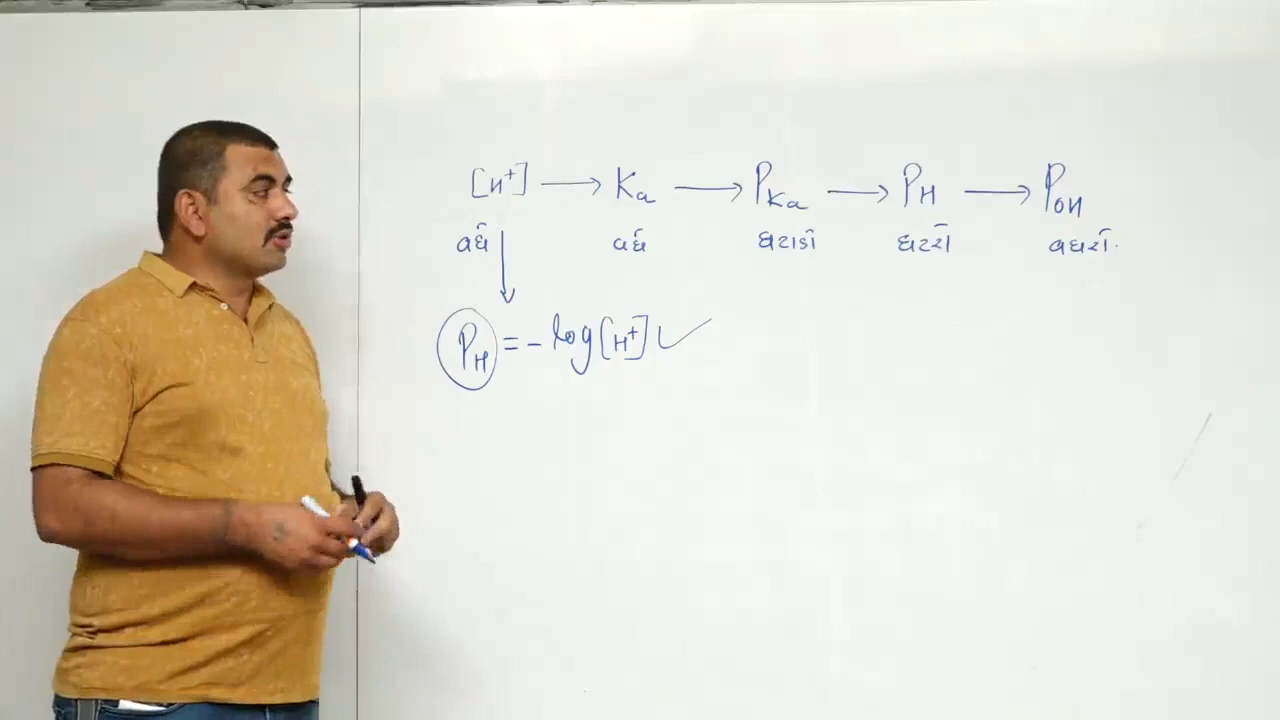 [H⁺] → Ka → PKa → PH → POH
વધે વધે ઘટાડો ઘટશે વધશે.
PH = - log [H⁺]